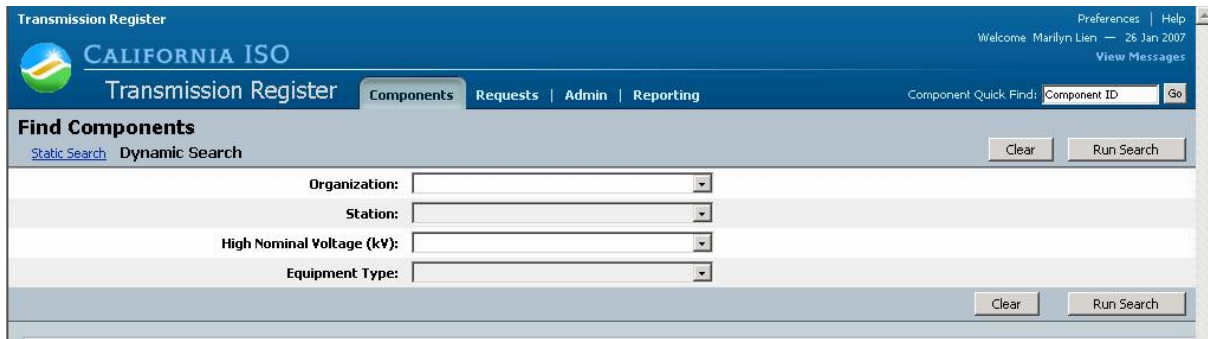 Transmission Register
Preferences | Help
Welcome Marilyn Lien — 26 Jan 2007
View Messages
CALIFORNIA ISO
Transmission Register
Components Requests | Admin | Reporting
Component Quick Find: Component ID Go
Find Components
Static Search Dynamic Search
Clear Run Search
Organization:
Station:
High Nominal Voltage (kV):
Equipment Type:
Clear Run Search